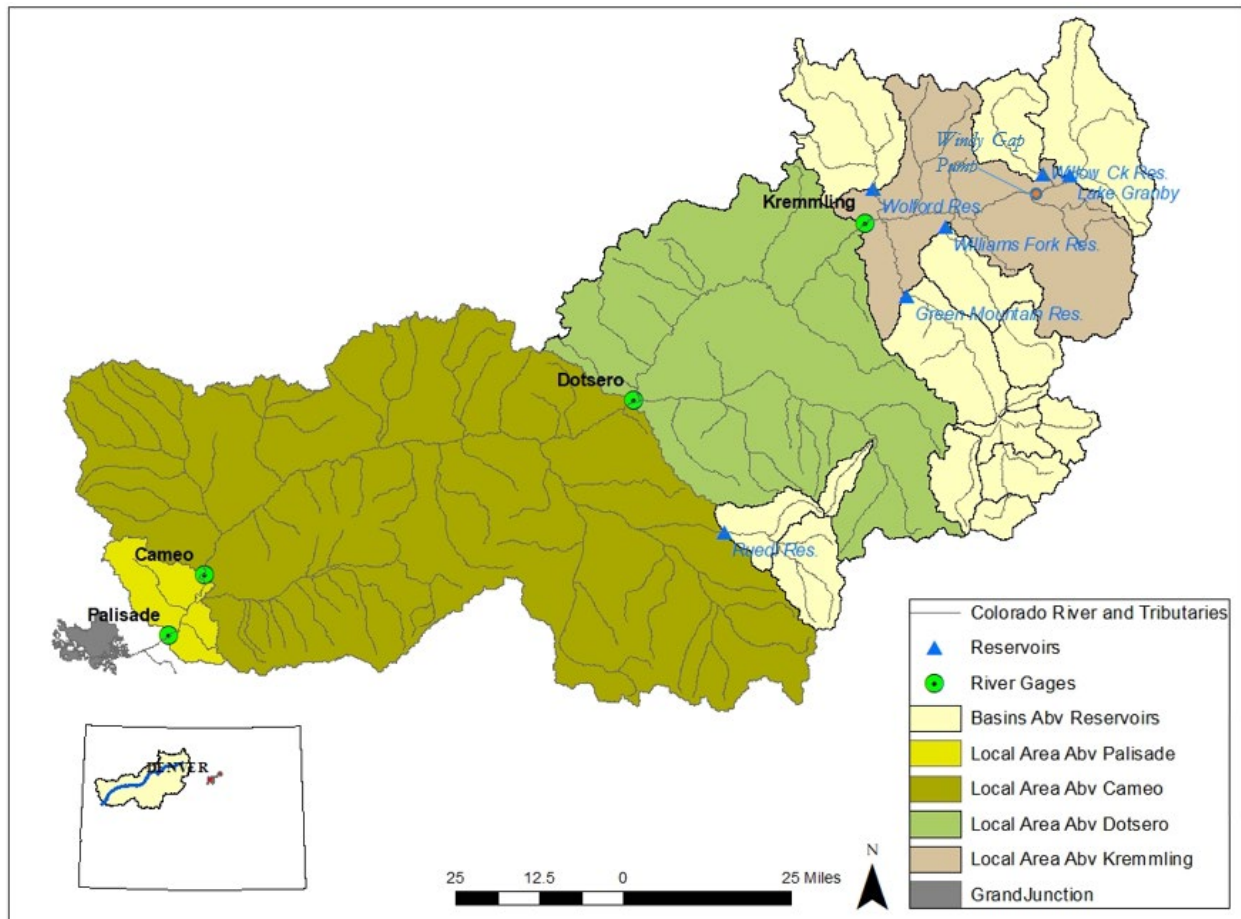 Windy Gap
Pump
Willow Ck Res.
Lake Granby
Kremmling
Wolford Res.
Williams Fork Res.
Green Mountain Res.
Dotsero
Ruedi Res.
Cameo
Palisade
Colorado River and Tributaries
Reservoirs
River Gages
Basins Abv Reservoirs
Local Area Abv Palisade
Local Area Abv Cameo
Local Area Abv Dotsero
Local Area Abv Kremmling
GrandJunction
DENVER
N
25 12.5 0 25 Miles